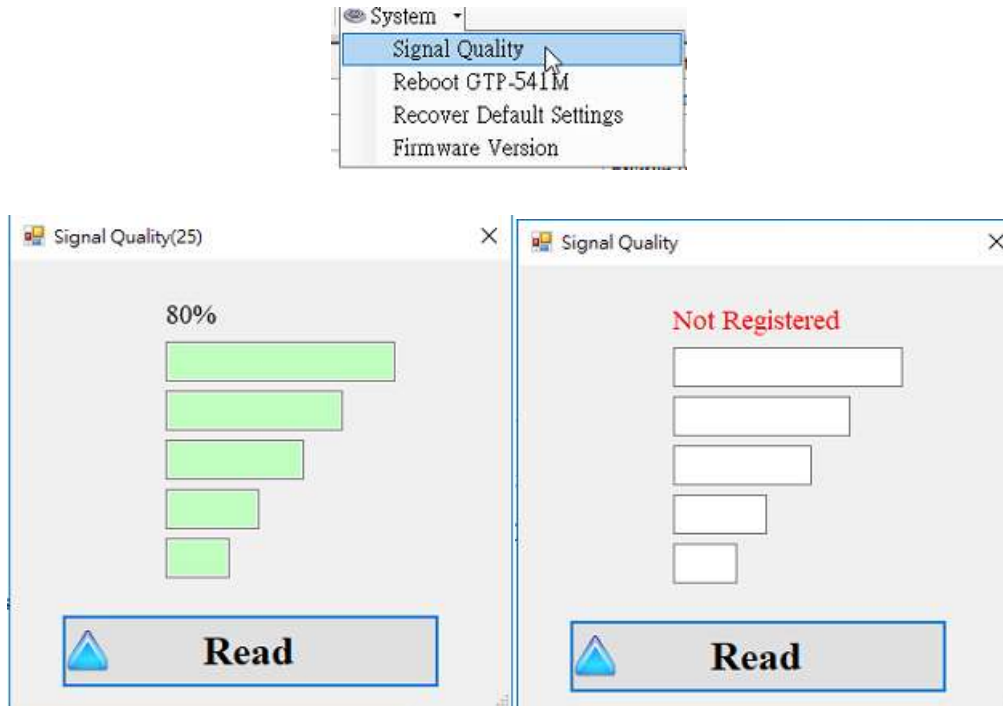 System
Signal Quality
Reboot GTP-541M
Recover Default Settings
Firmware Version
Signal Quality(25)
80%
Read
Signal Quality
Not Registered
Read